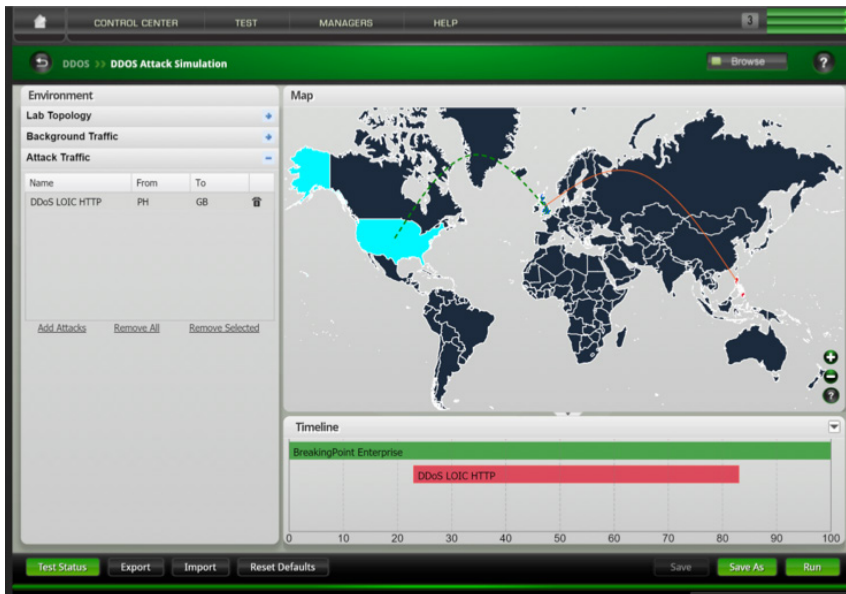 CONTROL CENTER TEST MANAGERS HELP 3
DDOS >> DDOS Attack Simulation Browse ?
Environment
Lab Topology
Background Traffic
Attack Traffic
Name From To
DDoS LOIC HTTP PH GB
Add Attacks Remove All Remove Selected
Map
?
Timeline
BreakingPoint Enterprise
DDoS LOIC HTTP
0 10 20 30 40 50 60 70 80 90 100
Test Status Export Import Reset Defaults Save Save As Run